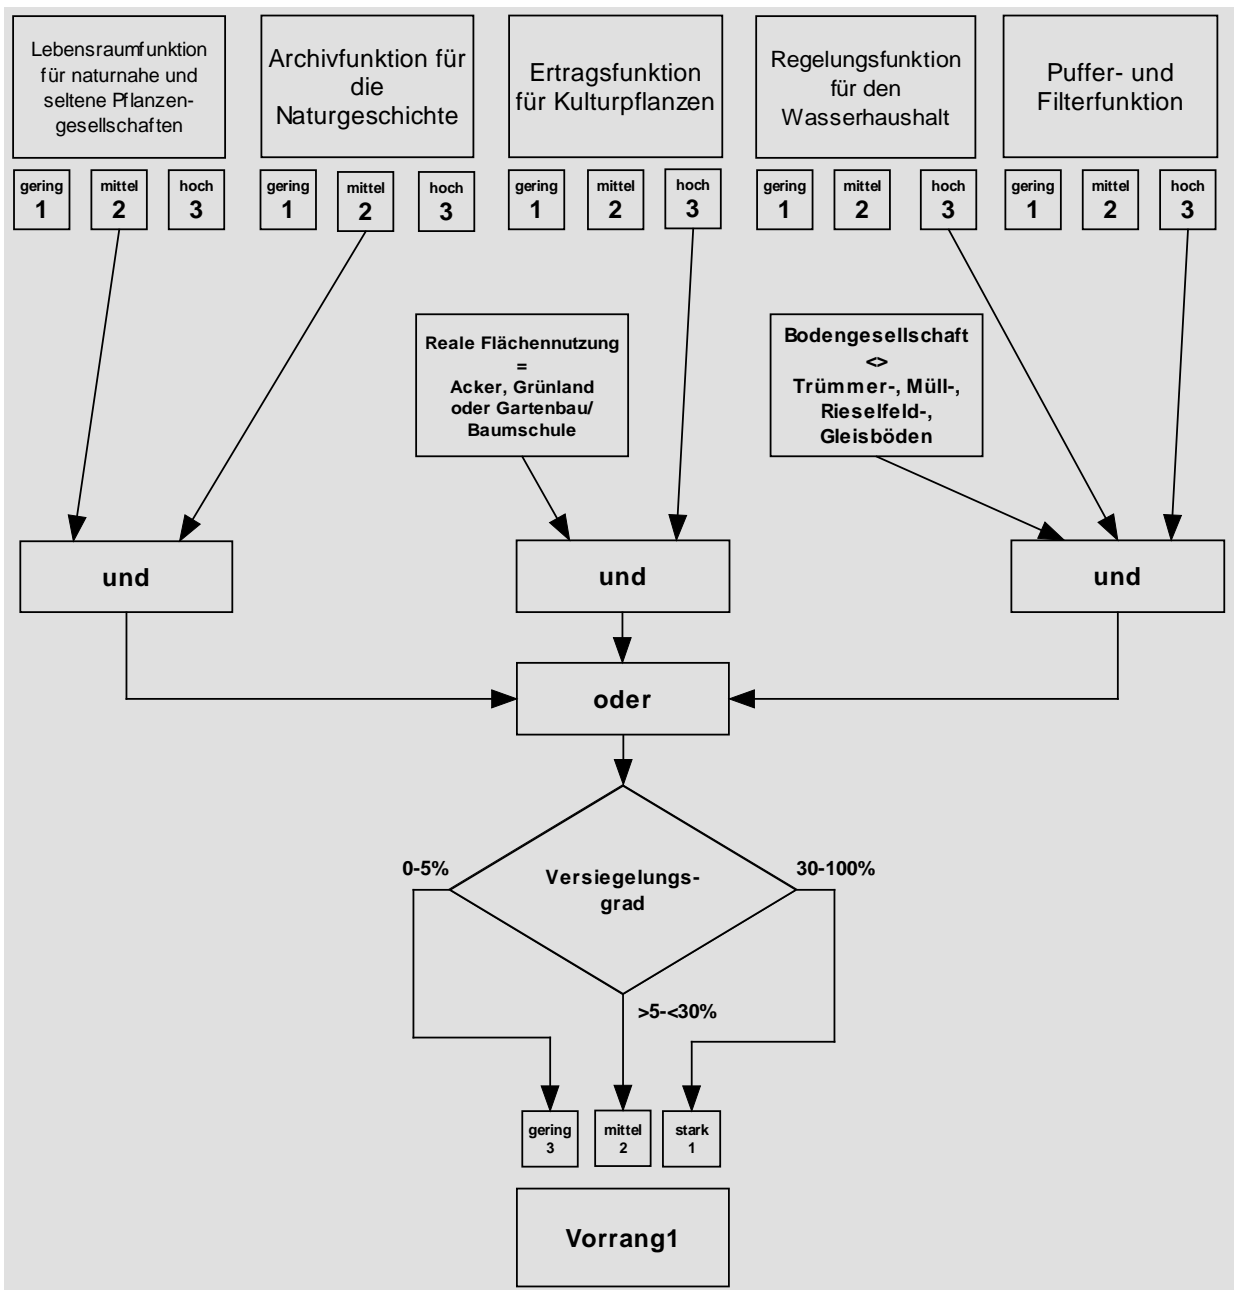 Lebensraumfunktion
für naturnahe und
seltene Pflanzen-
gesellschaften
Archivfunktion für
die
Naturgeschichte
Ertragsfunktion
für Kulturpflanzen
Regelungsfunktion
für den
Wasserhaushalt
Puffer- und
Filterfunktion
gering
1
mittel
2
hoch
3
gering
1
mittel
2
hoch
3
gering
1
mittel
2
hoch
3
gering
1
mittel
2
hoch
3
gering
1
mittel
2
hoch
3
Reale Flächennutzung
=
Acker, Grünland
oder Gartenbau/
Baumschule
Bodengesellschaft
<>
Trümmer-, Müll-,
Rieselfeld-,
Gleisböden
und
und
und
oder
0-5%
Versiegelungs-
grad
30-100%
>5-<30%
gering
3
mittel
2
stark
1
Vorrang1